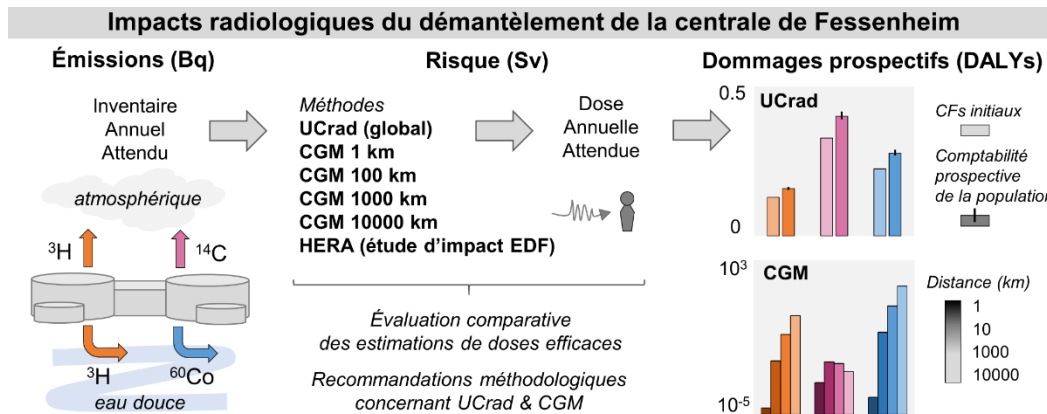 Impacts radiologiques du démantèlement de la centrale de Fessenheim
Émissions (Bq)
Inventaire
Annuel
Attendu
atmosphérique
³H
¹⁴C
³H
⁶⁰Co
eau douce
Risque (Sv)
Méthodes
UCrad (global)
CGM 1 km
CGM 100 km
CGM 1000 km
CGM 10000 km
HERA (étude d'impact EDF)
Dose
Annuelle
Attendue
Évaluation comparative
des estimations de doses efficaces
Recommandations méthodologiques
concernant UCrad & CGM
Dommages prospectifs (DALYs)
0.5
UCrad
0
CFs initiaux
Comptabilité
prospective
de la population
10³
CGM
10⁻⁵
Distance (km)
1
10
100
1000
10000